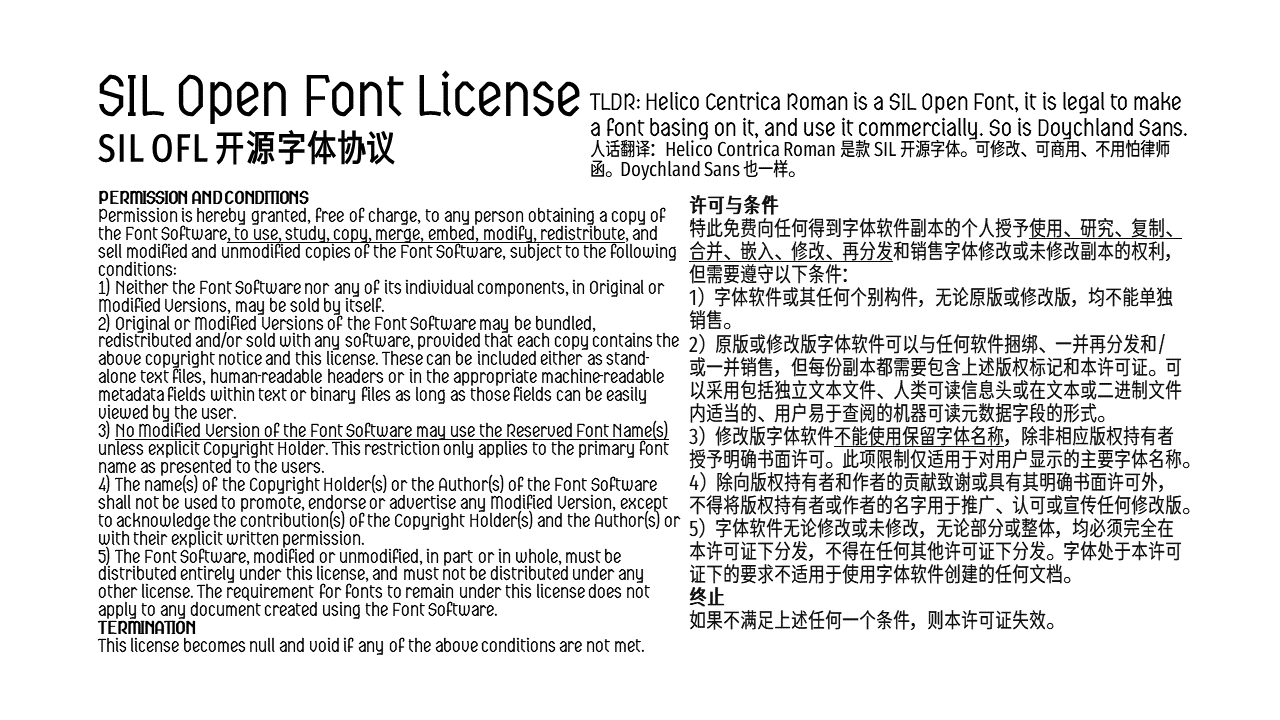 SIL Open Font License
SIL OFL 开源字体协议
TLDR: Helico Centrica Roman is a SIL Open Font, it is legal to make
a font basing on it, and use it commercially. So is Doychland Sans.
人话翻译：Helico Contrica Roman 是款 SIL 开源字体。可修改、可商用、不用怕律师
函。Doychland Sans 也一样。
PERMISSION AND CONDITIONS
Permission is hereby granted, free of charge, to any person obtaining a copy of
the Font Software, to use, study, copy, merge, embed, modify, redistribute, and
sell modified and unmodified copies of the Font Software, subject to the following
conditions:
1) Neither the Font Software nor any of its individual components, in Original or
Modified Versions, may be sold by itself.
2) Original or Modified Versions of the Font Software may be bundled,
redistributed and/or sold with any software, provided that each copy contains the
above copyright notice and this license. These can be included either as stand-
alone text files, human-readable headers or in the appropriate machine-readable
metadata fields within text or binary files as long as those fields can be easily
viewed by the user.
3) No Modified Version of the Font Software may use the Reserved Font Name(s)
unless explicit Copyright Holder. This restriction only applies to the primary font
name as presented to the users.
4) The name(s) of the Copyright Holder(s) or the Author(s) of the Font Software
shall not be used to promote, endorse or advertise any Modified Version, except
to acknowledge the contribution(s) of the Copyright Holder(s) and the Author(s) or
with their explicit written permission.
5) The Font Software, modified or unmodified, in part or in whole, must be
distributed entirely under this license, and must not be distributed under any
other license. The requirement for fonts to remain under this license does not
apply to any document created using the Font Software.
TERMINATION
This license becomes null and void if any of the above conditions are not met.
许可与条件
特此免费向任何得到字体软件副本的个人授予使用、研究、复制、
合并、嵌入、修改、再分发和销售字体修改或未修改副本的权利，
但需要遵守以下条件：
1）字体软件或其任何个别构件，无论原版或修改版，均不能单独
销售。
2）原版或修改版字体软件可以与任何软件捆绑、一并再分发和/
或一并销售，但每份副本都需要包含上述版权标记和本许可证。可
以采用包括独立文本文件、人类可读信息头或在文本或二进制文件
内适当的、用户易于查阅的机器可读元数据字段的形式。
3）修改版字体软件不能使用保留字体名称，除非相应版权持有者
授予明确书面许可。此项限制仅适用于对用户显示的主要字体名称。
4）除向版权持有者和作者的贡献致谢或具有其明确书面许可外，
不得将版权持有者或作者的名字用于推广、认可或宣传任何修改版。
5）字体软件无论修改或未修改，无论部分或整体，均必须完全在
本许可证下分发，不得在任何其他许可证下分发。字体处于本许可
证下的要求不适用于使用字体软件创建的任何文档。
终止
如果不满足上述任何一个条件，则本许可证失效。